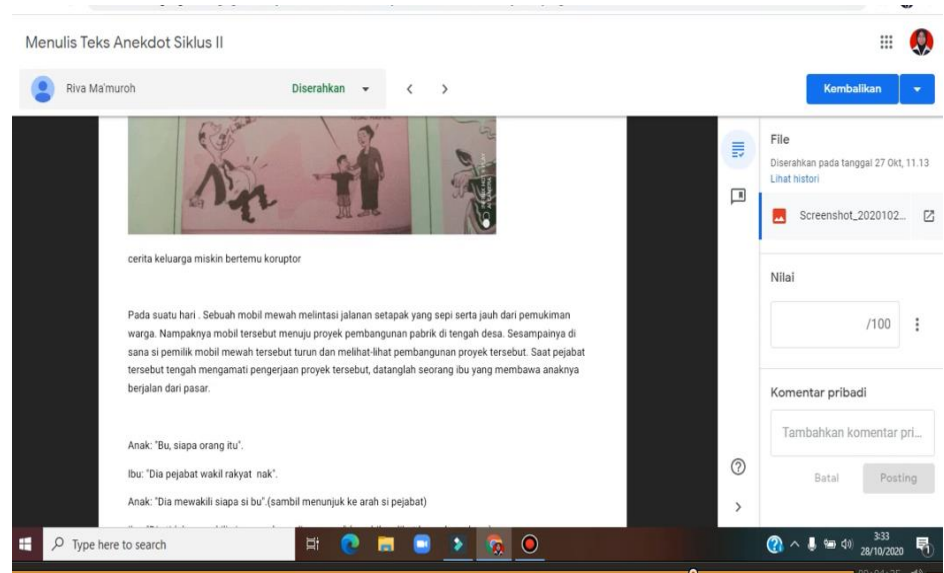 Menulis Teks Anekdot Siklus II
Riva Ma'muroh
Diserahkan
Kembalikan
cerita keluarga miskin bertemu koruptor
Pada suatu hari . Sebuah mobil mewah melintasi jalanan setapak yang sepi serta jauh dari pemukiman
warga. Nampaknya mobil tersebut menuju proyek pembangunan pabrik di tengah desa. Sesampainya di
sana si pemilik mobil mewah tersebut turun dan melihat-lihat pembangunan proyek tersebut. Saat pejabat
tersebut tengah mengamati pengerjaan proyek tersebut, datanglah seorang ibu yang membawa anaknya
berjalan dari pasar.
Anak: "Bu, siapa orang itu".
Ibu: "Dia pejabat wakil rakyat  nak".
Anak: "Dia mewakili siapa si bu".(sambil menunjuk ke arah si pejabat)
File
Diserahkan pada tanggal 27 Okt, 11.13
Lihat histori
Screenshot_2020102...
Nilai
/100
Komentar pribadi
Tambahkan komentar pri...
Batal
Posting
Type here to search
3:33
28/10/2020